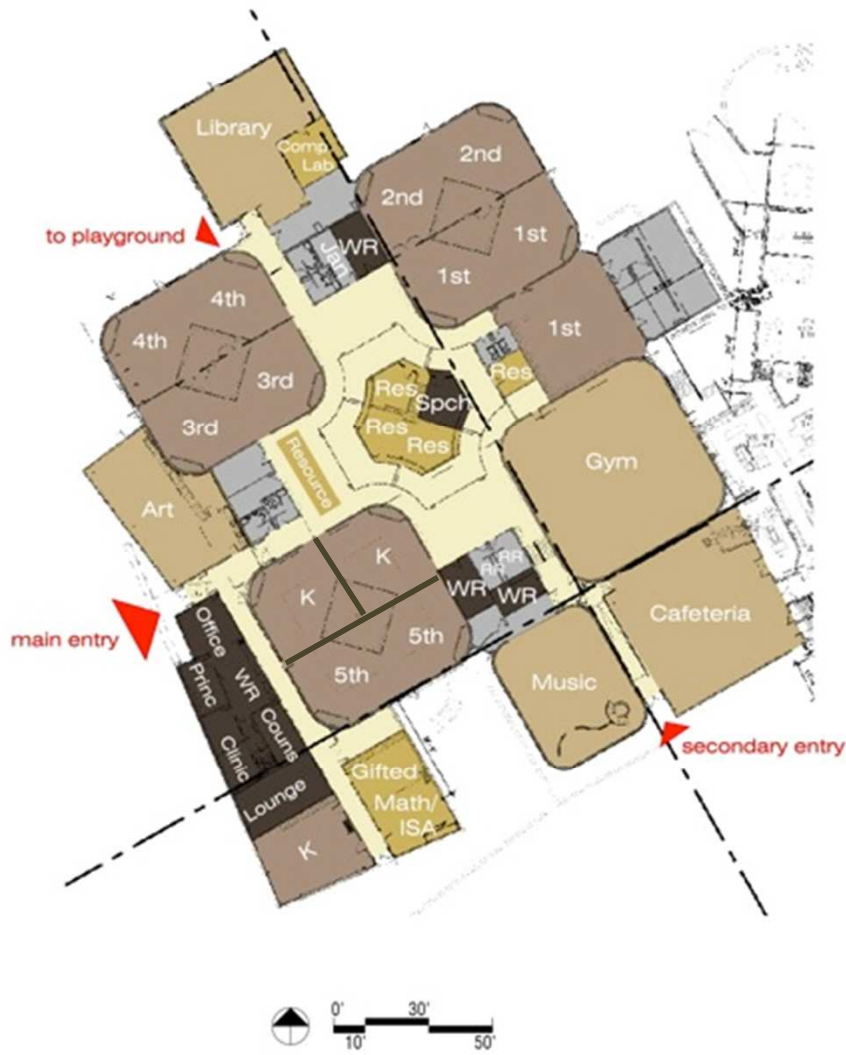 Library
Comp
Lab
2nd
2nd
1st
1st
to playground
WR
Jan
4th
4th
3rd
3rd
1st
Res
Res
Spch
Res
Res
Resource
Gym
Art
K
K
5th
5th
RR
RR
WR
WR
Cafeteria
main entry
Office
Princ
WR
Couns
Clinic
Lounge
Music
secondary entry
Gifted
Math/
ISA
K
0'
30'
10'
50'